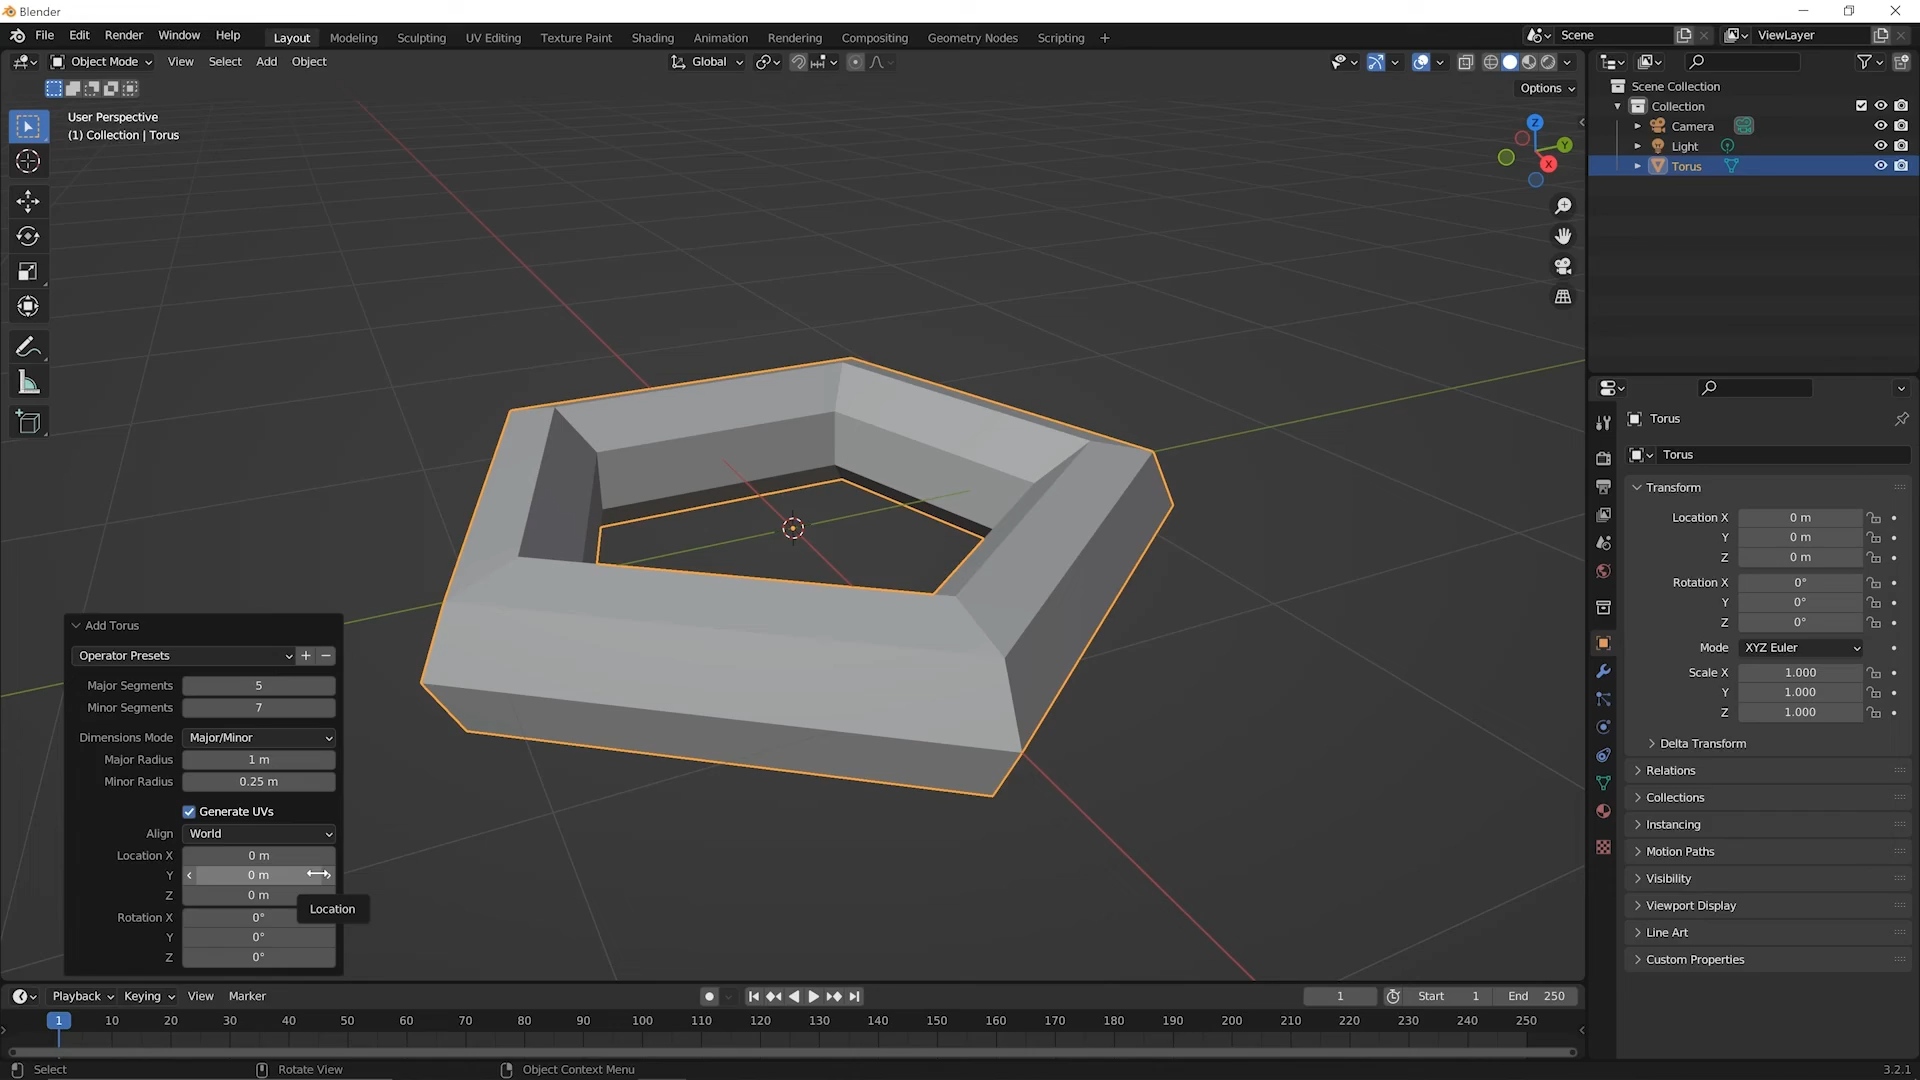 Blender
File Edit Render Window Help Layout Modeling Sculpting UV Editing Texture Paint Shading Animation Rendering Compositing Geometry Nodes Scripting + Scene ViewLayer
Object Mode View Select Add Object Global
Options
User Perspective
(1) Collection | Torus
Z
Y
X
Scene Collection
Collection
Camera
Light
Torus
Torus
Torus
Transform
Location X 0 m
Y 0 m
Z 0 m
Rotation X 0°
Y 0°
Z 0°
Mode XYZ Euler
Scale X 1.000
Y 1.000
Z 1.000
Delta Transform
Relations
Collections
Instancing
Motion Paths
Visibility
Viewport Display
Line Art
Custom Properties
Add Torus
Operator Presets
Major Segments 5
Minor Segments 7
Dimensions Mode Major/Minor
Major Radius 1 m
Minor Radius 0.25 m
Generate UVs
Align World
Location X 0 m
Y 0 m
Z 0 m
Location
Rotation X 0°
Y 0°
Z 0°
Playback Keying View Marker 1 Start 1 End 250
1 10 20 30 40 50 60 70 80 90 100 110 120 130 140 150 160 170 180 190 200 210 220 230 240 250
Select Rotate View Object Context Menu 3.2.1